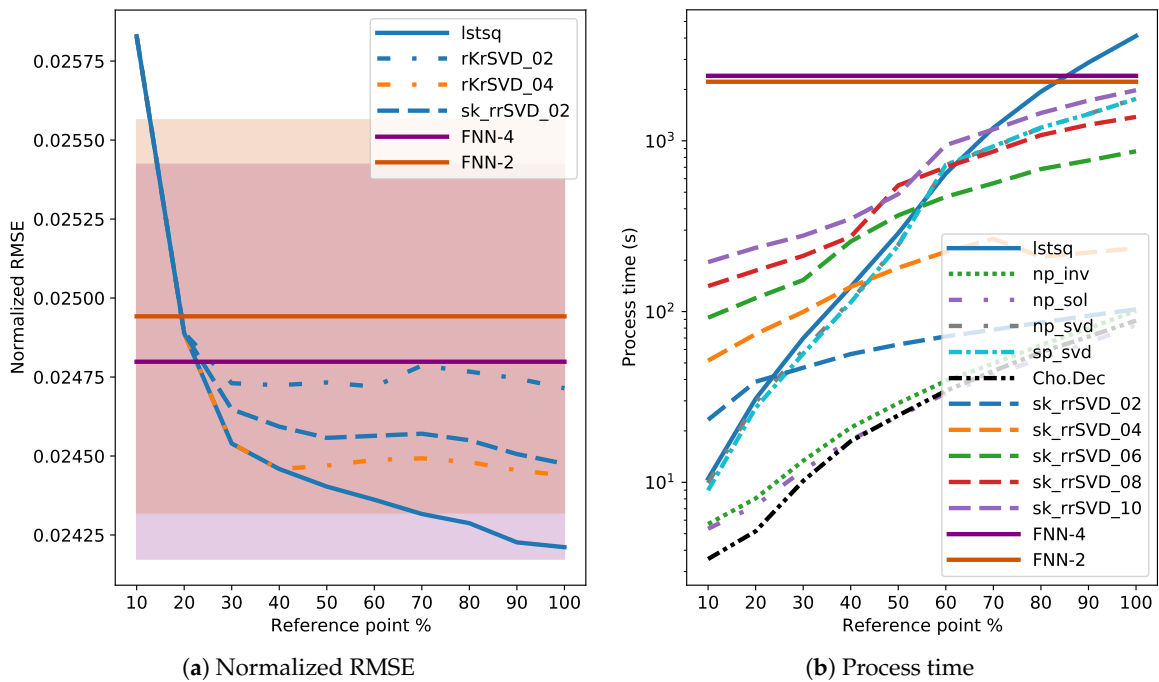 lstsq
rKrSVD_02
rKrSVD_04
sk_rrSVD_02
FNN-4
FNN-2
0.02575
0.02550
0.02525
0.02500
0.02475
0.02450
0.02425
Normalized RMSE
10 20 30 40 50 60 70 80 90 100
Reference point %
(a) Normalized RMSE
10³
10²
10¹
Process time (s)
lstsq
np_inv
np_sol
np_svd
sp_svd
Cho.Dec
sk_rrSVD_02
sk_rrSVD_04
sk_rrSVD_06
sk_rrSVD_08
sk_rrSVD_10
FNN-4
FNN-2
10 20 30 40 50 60 70 80 90 100
Reference point %
(b) Process time